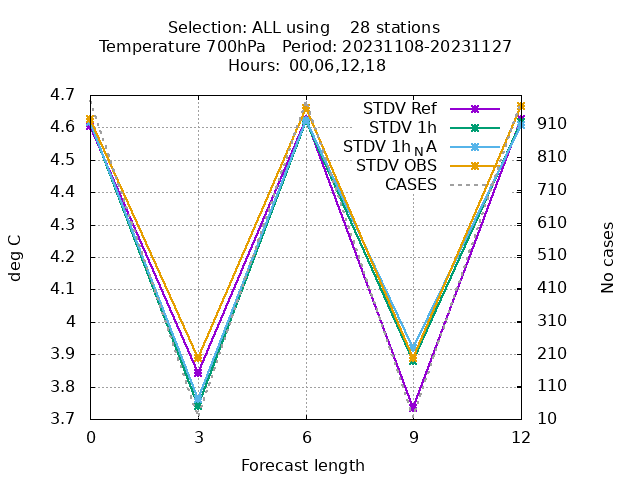 Selection: ALL using    28 stations
Temperature 700hPa   Period: 20231108-20231127
Hours: 00,06,12,18
STDV Ref
STDV 1h
STDV 1h_N A
STDV OBS
CASES
4.7
4.6
4.5
4.4
4.3
4.2
4.1
4
3.9
3.8
3.7
deg C
910
810
710
610
510
410
310
210
110
10
No cases
0 3 6 9 12
Forecast length